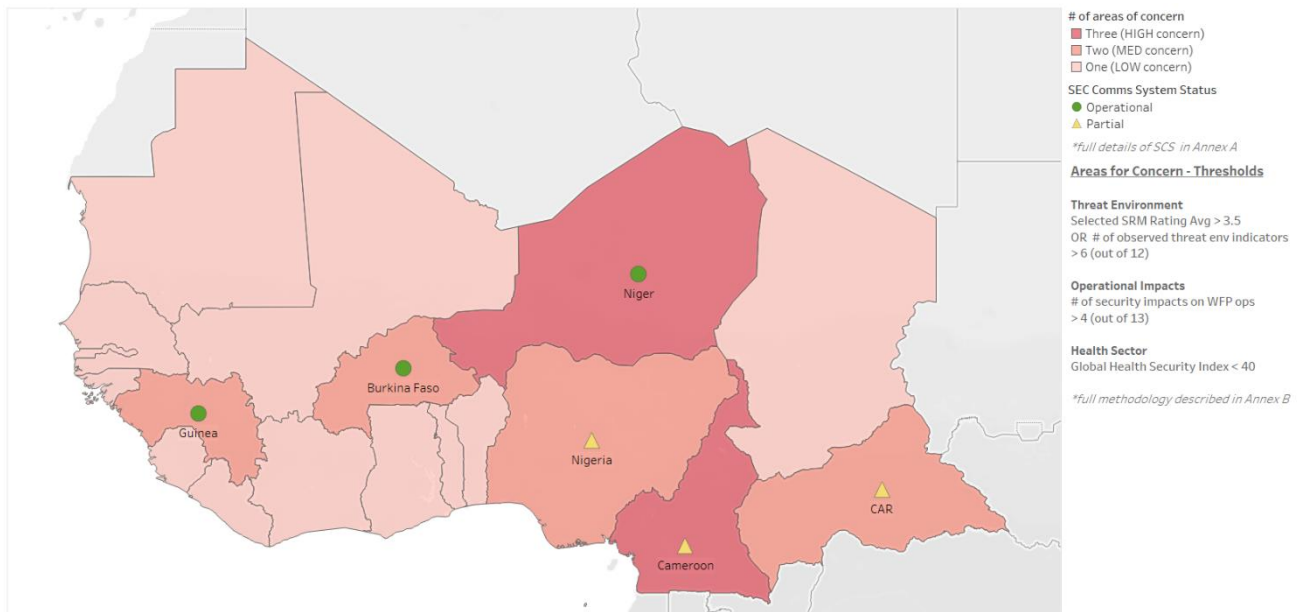 # of areas of concern
Three (HIGH concern)
Two (MED concern)
One (LOW concern)
SEC Comms System Status
Operational
Partial
*full details of SCS in Annex A
Areas for Concern - Thresholds
Threat Environment
Selected SRM Rating Avg > 3.5
OR # of observed threat env indicators
> 6 (out of 12)
Operational Impacts
# of security impacts on WFP ops
> 4 (out of 13)
Health Sector
Global Health Security Index < 40
*full methodology described in Annex B
Niger
Burkina Faso
Guinea
Nigeria
CAR
Cameroon